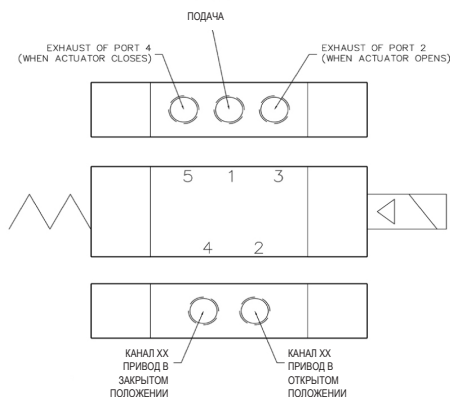 ПОДАЧА
EXHAUST OF PORT 4
(WHEN ACTUATOR CLOSES)
EXHAUST OF PORT 2
(WHEN ACTUATOR OPENS)
5 1 3
4 2
КАНАЛ XX
ПРИВОД В
ЗАКРЫТОМ
ПОЛОЖЕНИИ
КАНАЛ XX
ПРИВОД В
ОТКРЫТОМ
ПОЛОЖЕНИИ